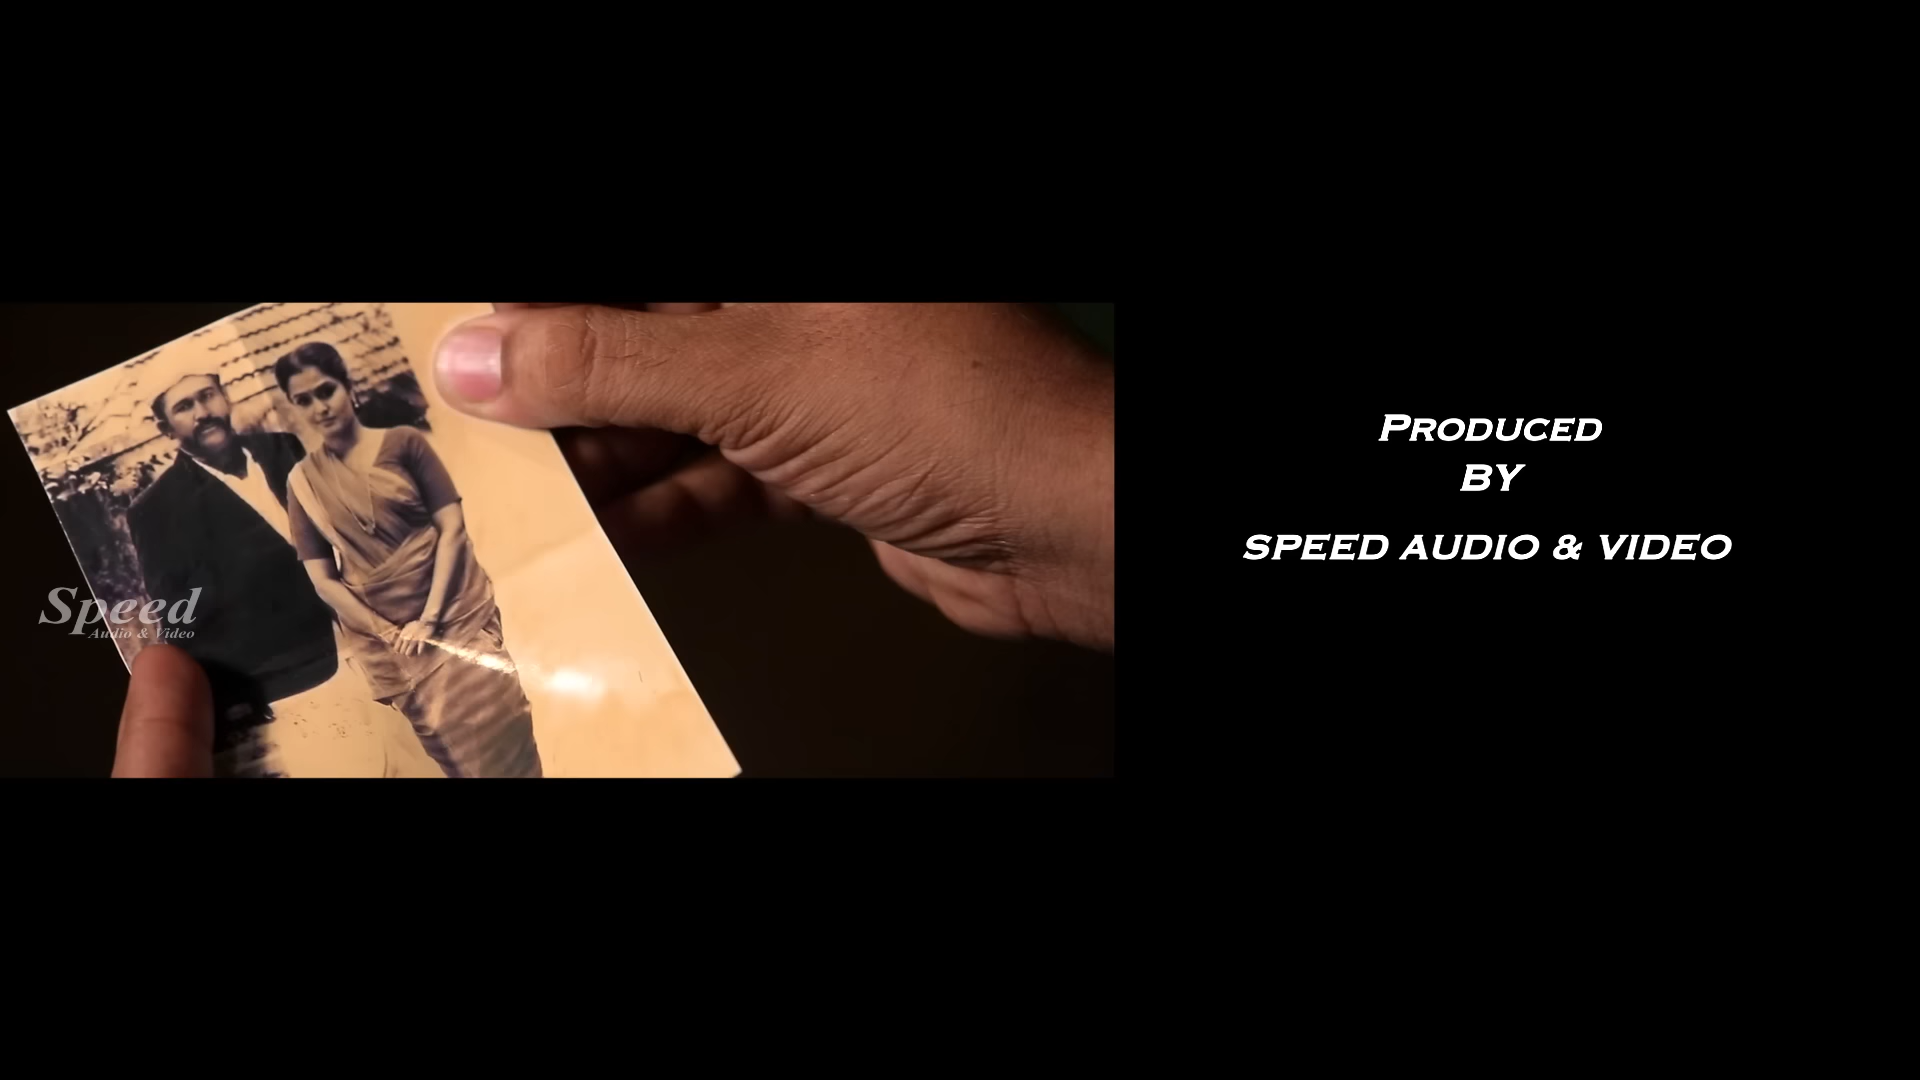 Speed
Audio & Video
PRODUCED
BY
SPEED AUDIO & VIDEO